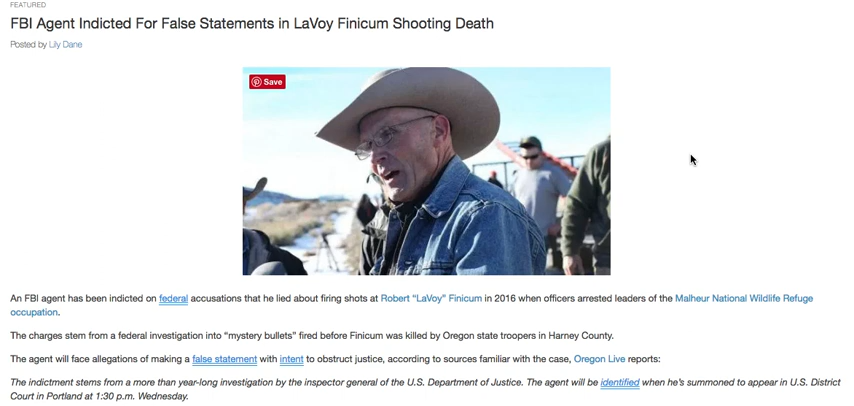 FEATURED
FBI Agent Indicted For False Statements in LaVoy Finicum Shooting Death
Posted by Lily Dane
Save
An FBI agent has been indicted on federal accusations that he lied about firing shots at Robert “LaVoy” Finicum in 2016 when officers arrested leaders of the Malheur National Wildlife Refuge
occupation.
The charges stem from a federal investigation into “mystery bullets” fired before Finicum was killed by Oregon state troopers in Harney County.
The agent will face allegations of making a false statement with intent to obstruct justice, according to sources familiar with the case, Oregon Live reports:
The indictment stems from a more than year-long investigation by the inspector general of the U.S. Department of Justice. The agent will be identified when he’s summoned to appear in U.S. District
Court in Portland at 1:30 p.m. Wednesday.